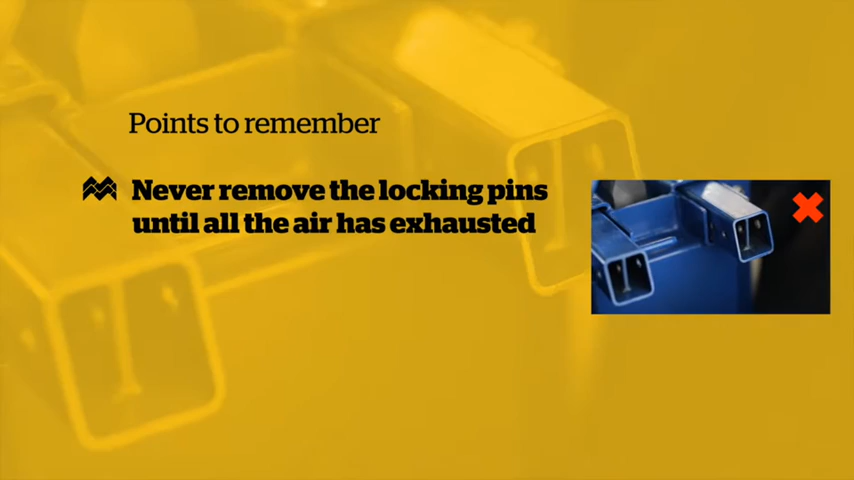 Points to remember
Never remove the locking pins
until all the air has exhausted